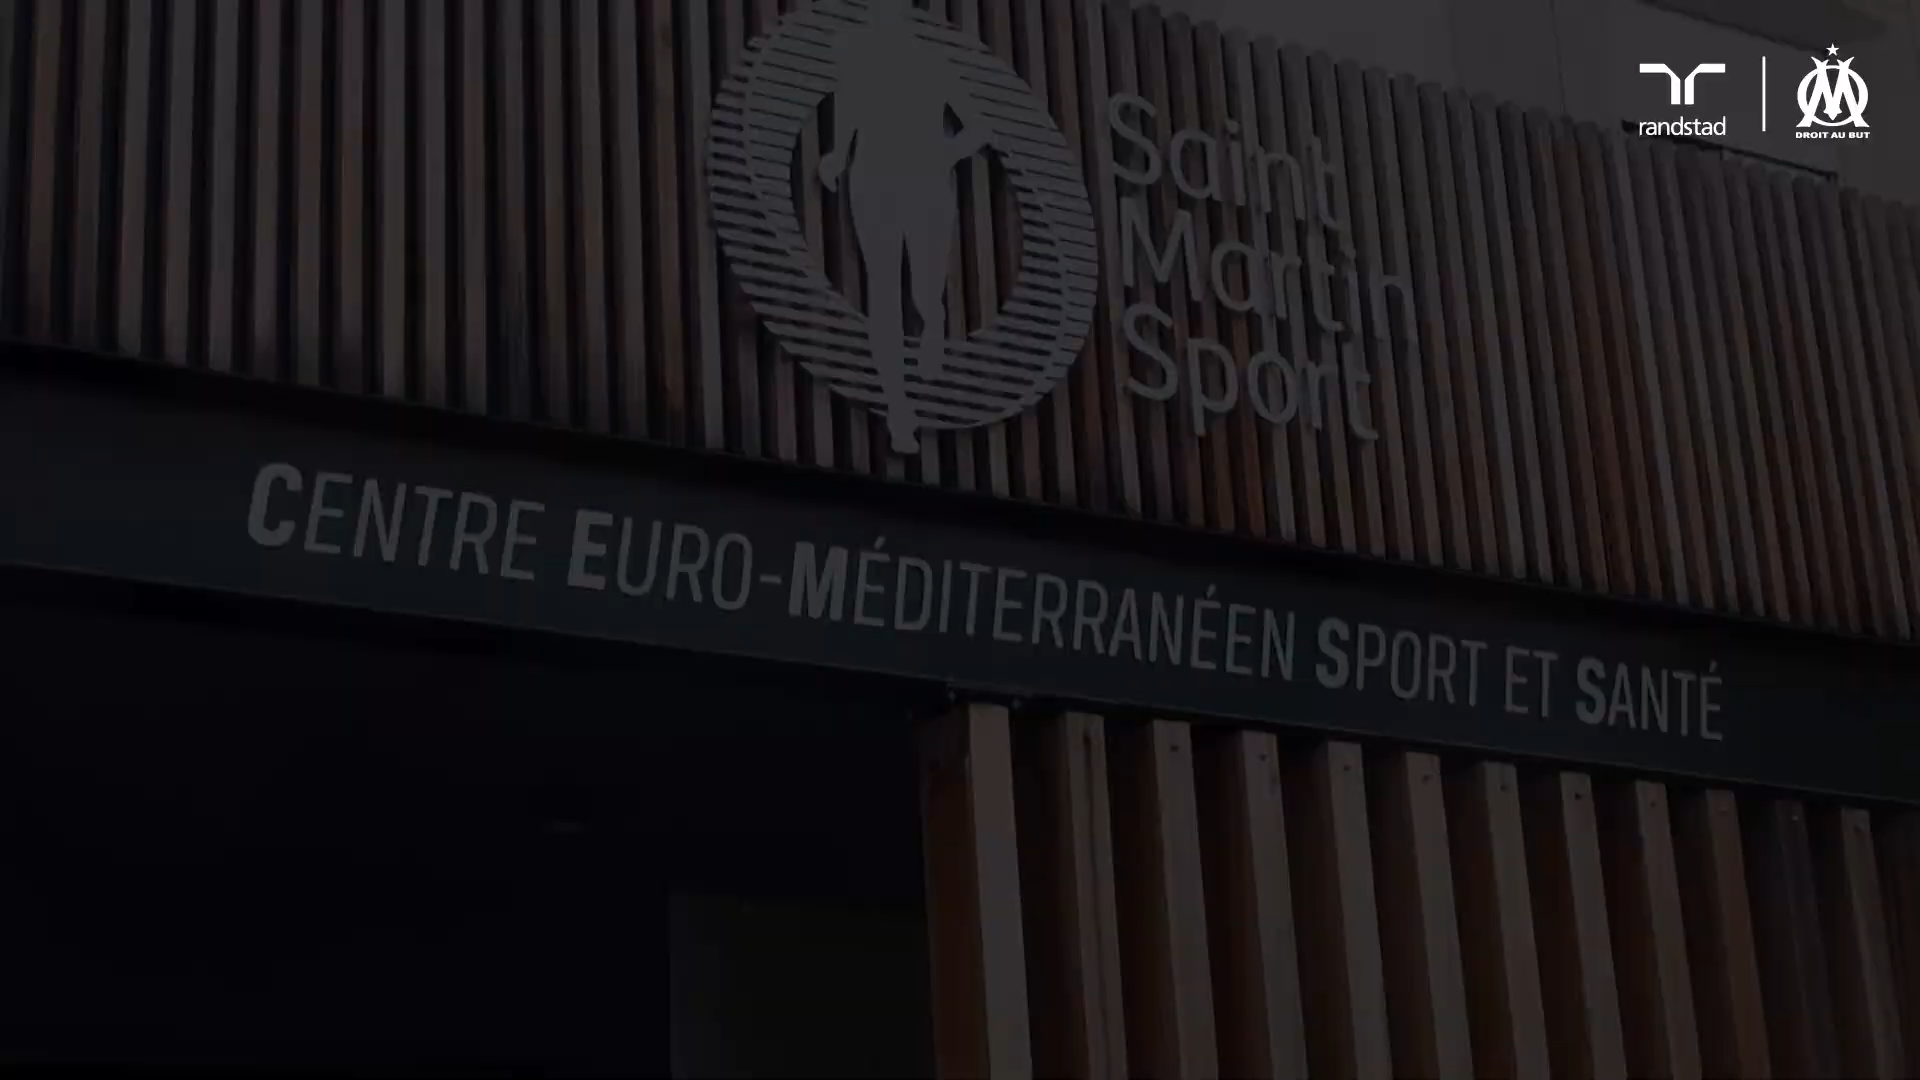 Saint
Martin
Sport
CENTRE EURO-MÉDITERRANÉEN SPORT ET SANTÉ
randstad
DROIT AU BUT